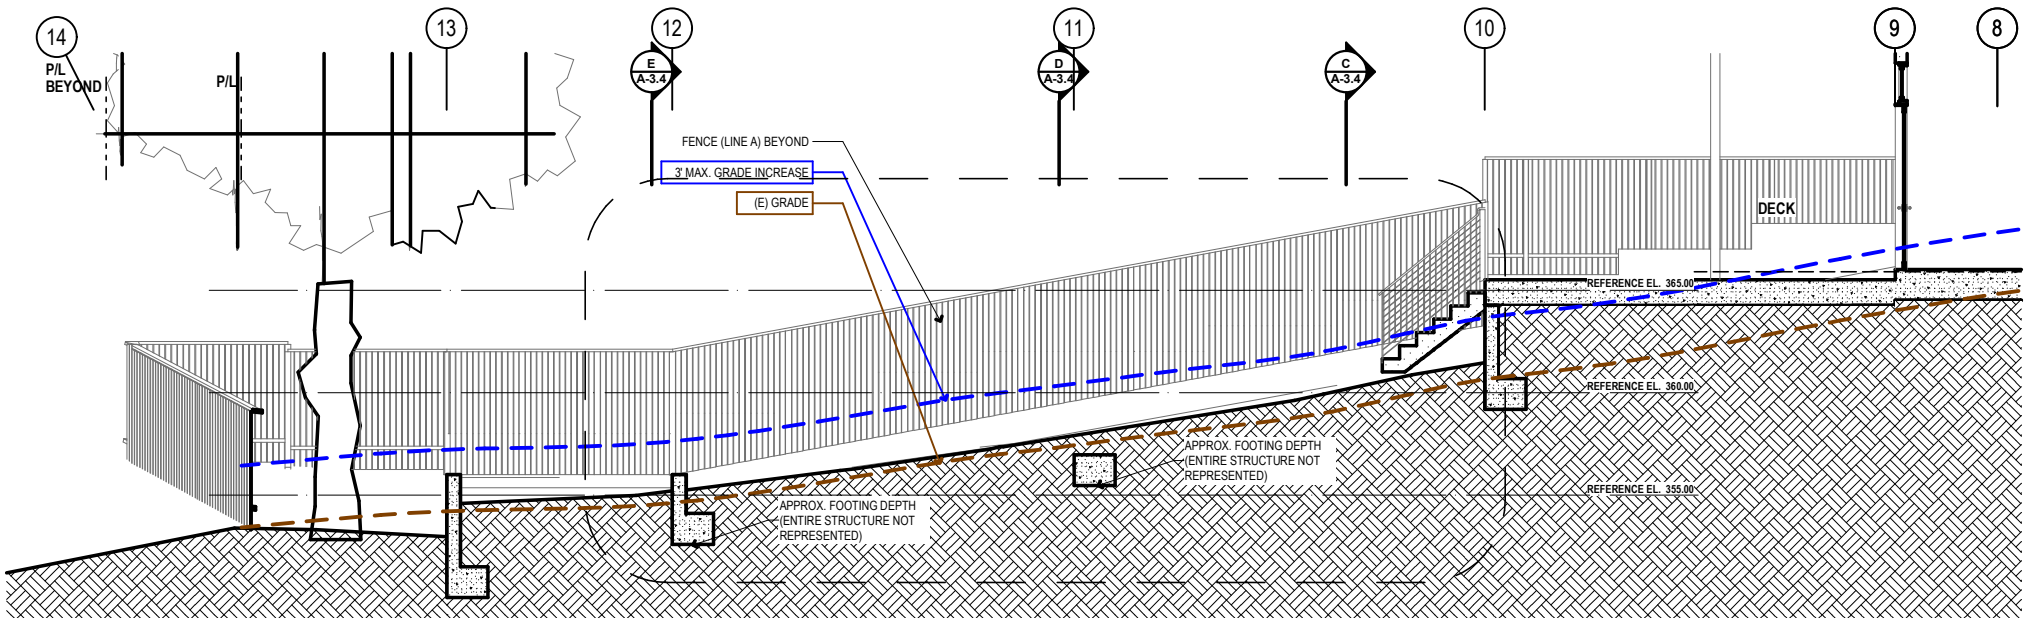 14
13
12
11
10
9
8
P/L
BEYOND
P/L
E
A-3.4
D
A-3.4
C
A-3.4
FENCE (LINE A) BEYOND
3' MAX. GRADE INCREASE
(E) GRADE
DECK
REFERENCE EL. 365.00
REFERENCE EL. 360.00
APPROX. FOOTING DEPTH
(ENTIRE STRUCTURE NOT
REPRESENTED)
REFERENCE EL. 355.00
APPROX. FOOTING DEPTH
(ENTIRE STRUCTURE NOT
REPRESENTED)